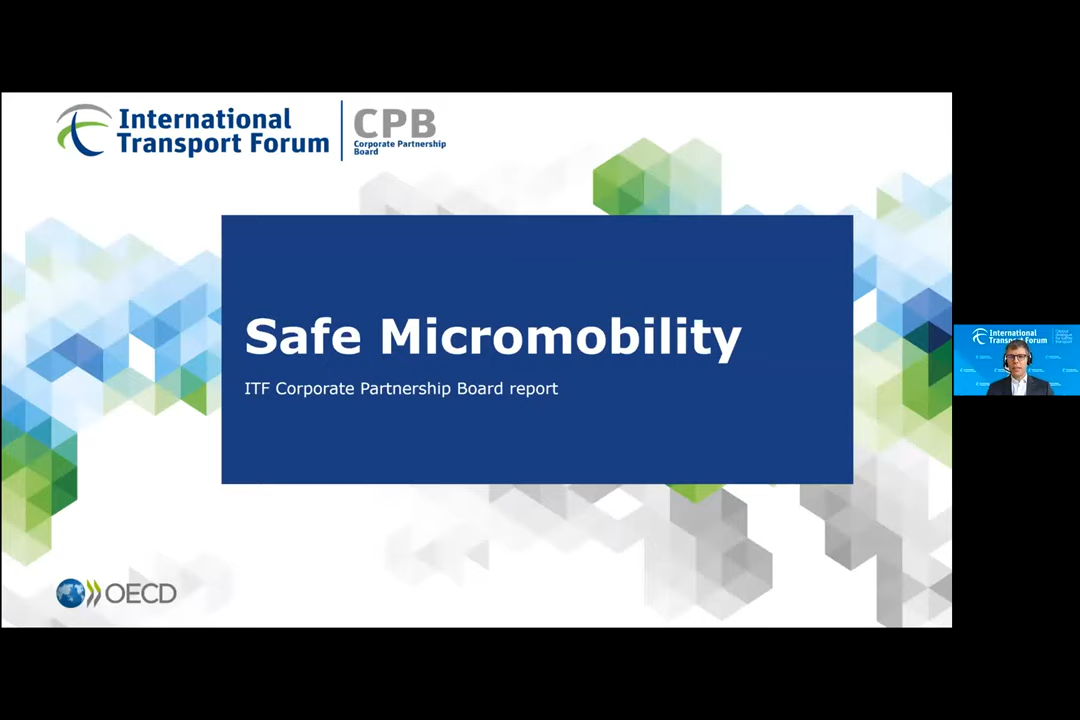 International
Transport Forum
CPB
Corporate Partnership
Board
Safe Micromobility
ITF Corporate Partnership Board report
OECD
International
Transport Forum